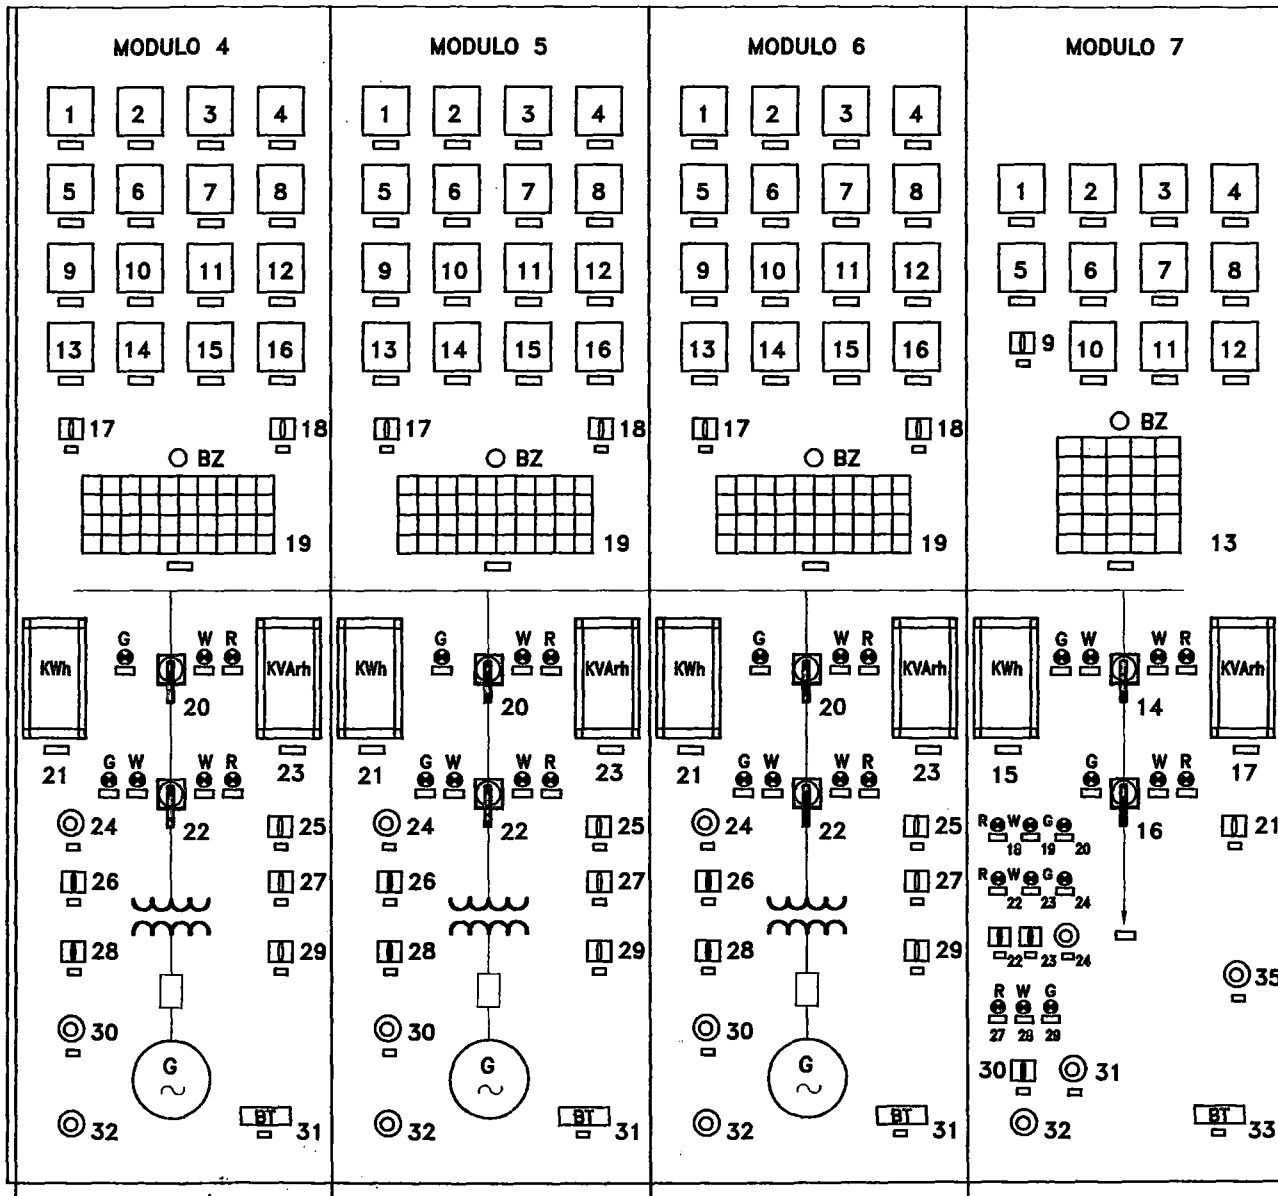 MODULO 4 MODULO 5 MODULO 6 MODULO 7
1 2 3 4 1 2 3 4 1 2 3 4
5 6 7 8 5 6 7 8 5 6 7 8 1 2 3 4
9 10 11 12 9 10 11 12 9 10 11 12 5 6 7 8
13 14 15 16 13 14 15 16 13 14 15 16 9 10 11 12
17 18 17 18 17 18 BZ
BZ BZ BZ
19 19 19 13
G W R G W R G W R G W W R
KWh KVArh KWh KVArh KWh KVArh KWh KVArh
20 20 20 14
21 23 21 23 21 23 15 17
G W W R G W W R G W W R G W R
24 22 25 24 22 25 24 22 25 16 21
R W G
18 19 20
26 27 26 27 26 27 R W G
22 23 24
28 29 28 29 28 29 22 23 24
35
R W G
30 30 30 27 28 29
G G G 30 31
BT BT BT BT
32 31 32 31 32 31 32 33